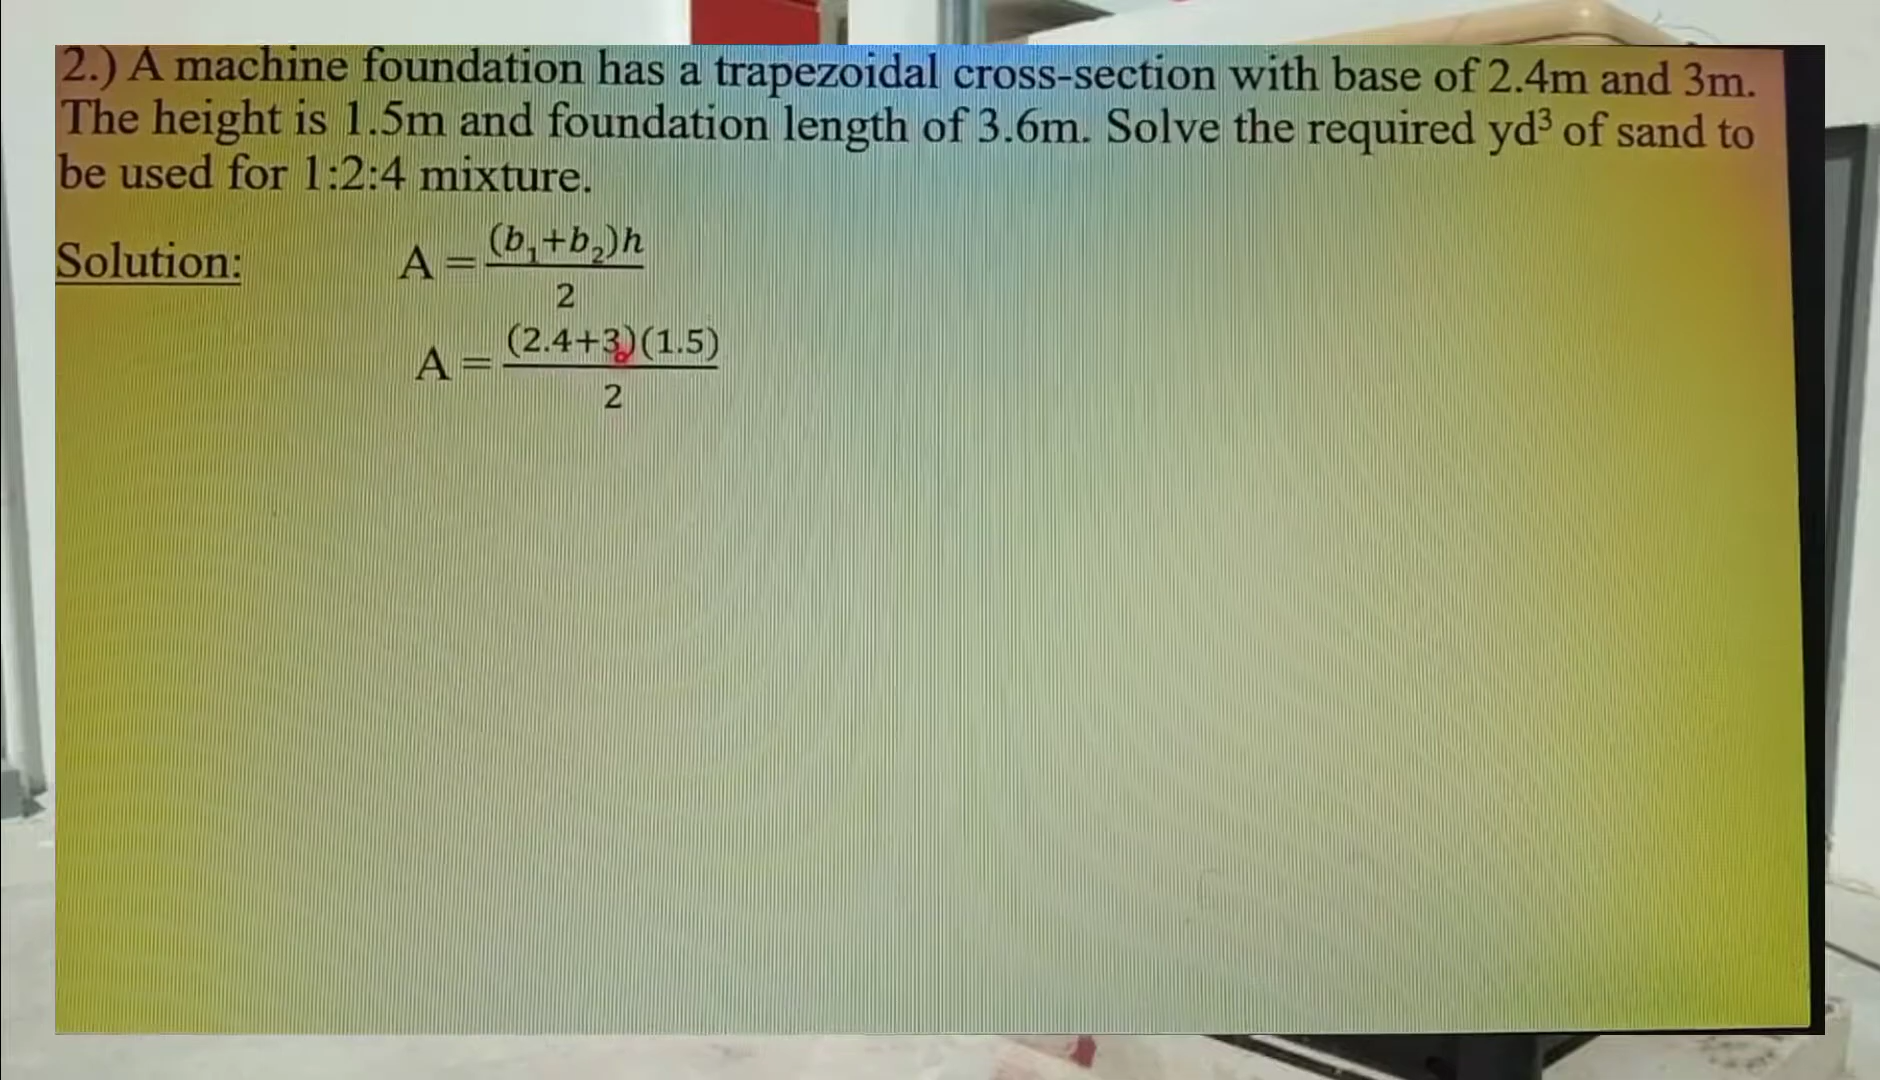 2.) A machine foundation has a trapezoidal cross-section with base of 2.4m and 3m.
The height is 1.5m and foundation length of 3.6m. Solve the required yd³ of sand to
be used for 1:2:4 mixture.
Solution:
A = (b₁+b₂)h / 2
A = (2.4+3)(1.5) / 2